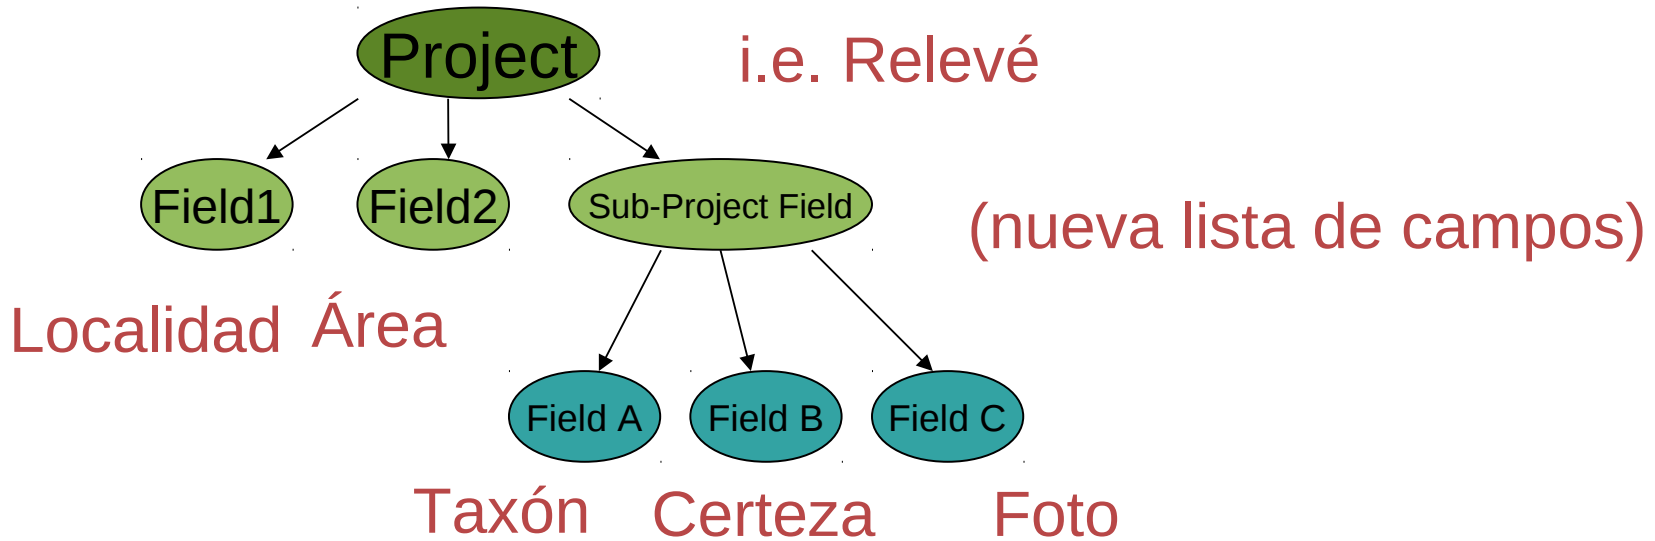 Project
i.e. Relevé
Field1
Field2
Sub-Project Field
(nueva lista de campos)
Localidad
Área
Field A
Field B
Field C
Taxón
Certeza
Foto